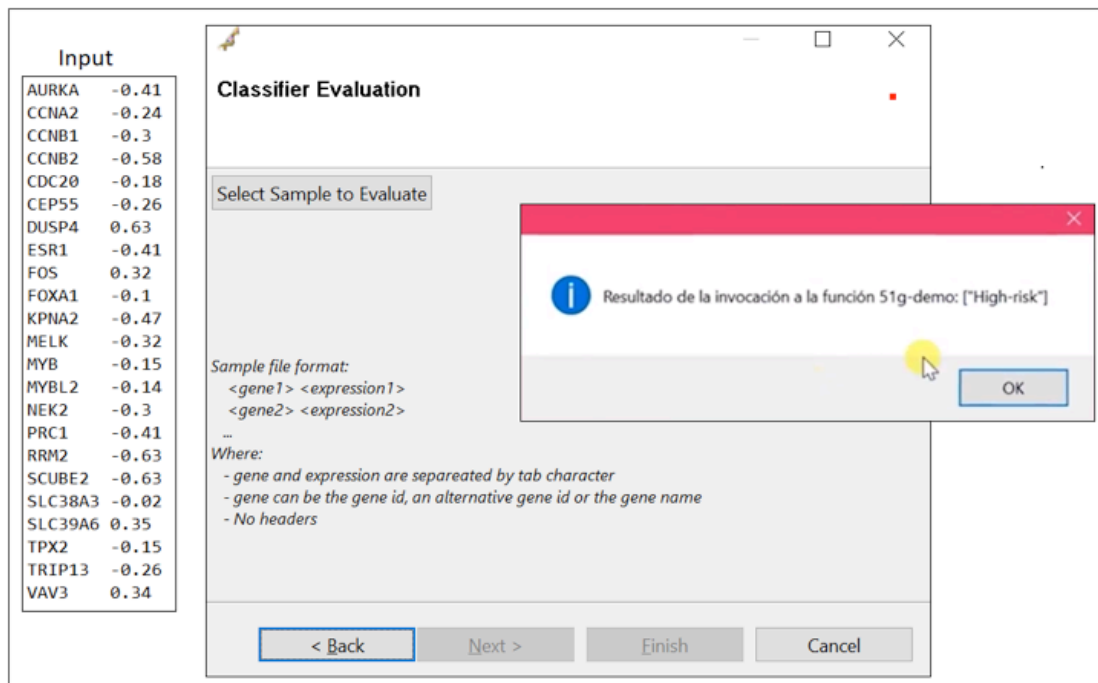 Input
AURKA -0.41
CCNA2 -0.24
CCNB1 -0.3
CCNB2 -0.58
CDC20 -0.18
CEP55 -0.26
DUSP4 0.63
ESR1 -0.41
FOS 0.32
FOXA1 -0.1
KPNA2 -0.47
MELK -0.32
MYB -0.15
MYBL2 -0.14
NEK2 -0.3
PRC1 -0.41
RRM2 -0.63
SCUBE2 -0.63
SLC38A3 -0.02
SLC39A6 0.35
TPX2 -0.15
TRIP13 -0.26
VAV3 0.34
Classifier Evaluation
Select Sample to Evaluate
Resultado de la invocación a la función 51g-demo: ["High-risk"]
OK
Sample file format:
<gene1> <expression1>
<gene2> <expression2>
...
Where:
- gene and expression are separeated by tab character
- gene can be the gene id, an alternative gene id or the gene name
- No headers
< Back
Next >
Finish
Cancel